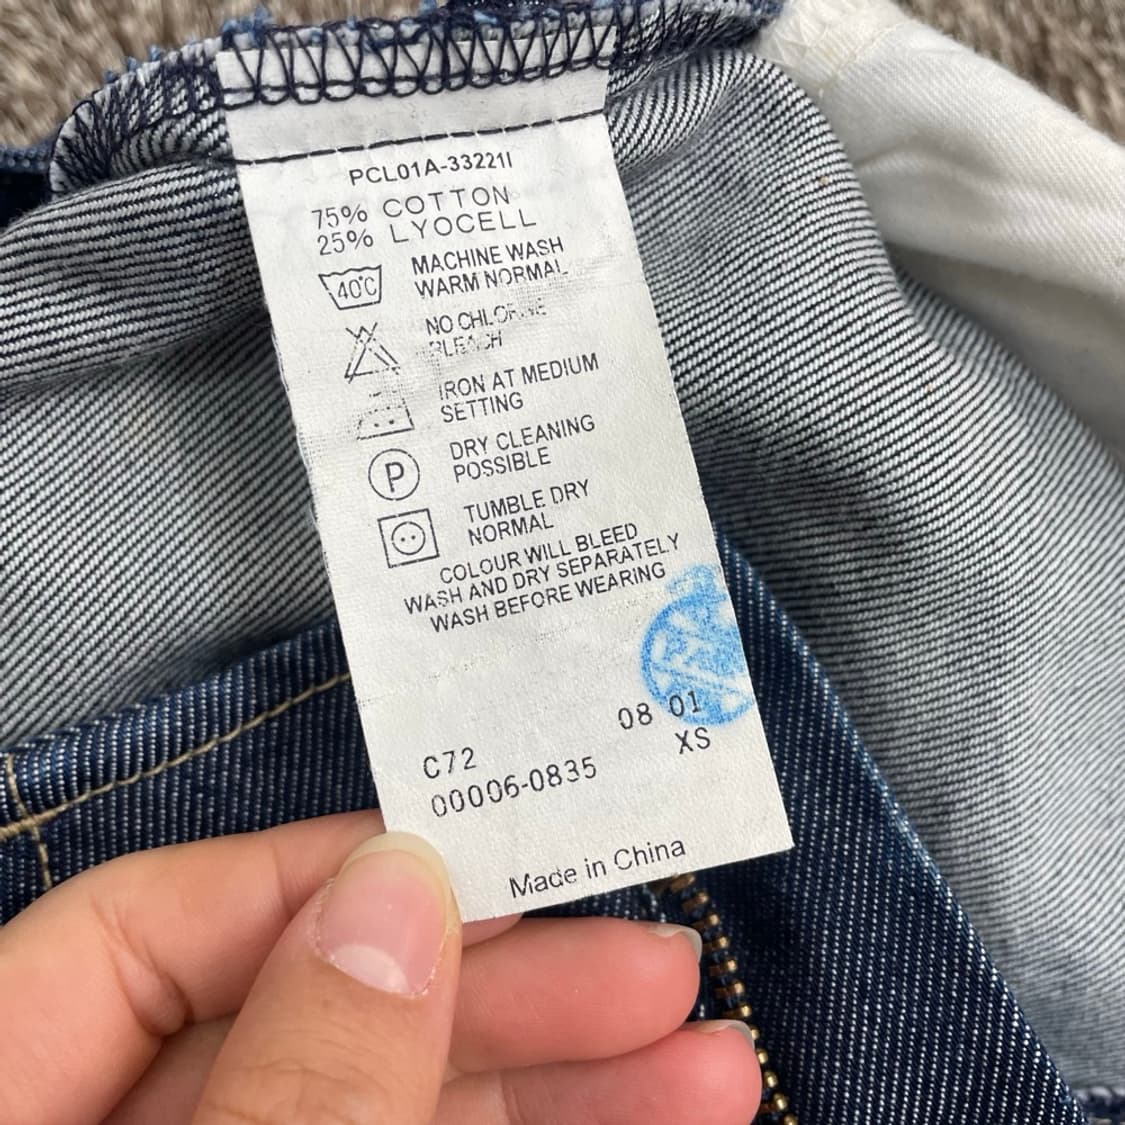 PCL01A-33221I
75% COTTON
25% LYOCELL
40°C
MACHINE WASH
WARM NORMAL
NO CHLORINE
BLEACH
IRON AT MEDIUM
SETTING
P
DRY CLEANING
POSSIBLE
TUMBLE DRY
NORMAL
COLOUR WILL BLEED
WASH AND DRY SEPARATELY
WASH BEFORE WEARING
08 01
C72 XS
00006-0835
Made in China